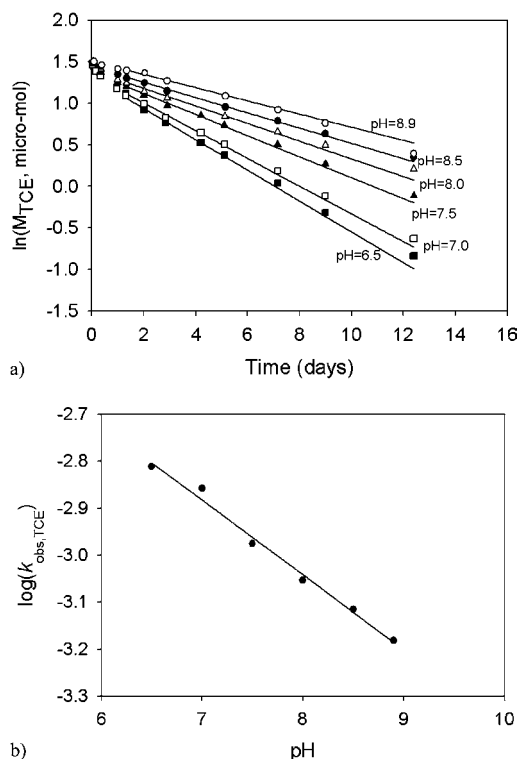 2.0
1.5
1.0
0.5
0.0
-0.5
-1.0
-1.5
ln(M_TCE, micro-mol)
pH=8.9
pH=8.5
pH=8.0
pH=7.5
pH=7.0
pH=6.5
0 2 4 6 8 10 12 14 16
Time (days)
a)
-2.7
-2.8
-2.9
-3.0
-3.1
-3.2
-3.3
log(k_obs,TCE)
6 7 8 9 10
pH
b)